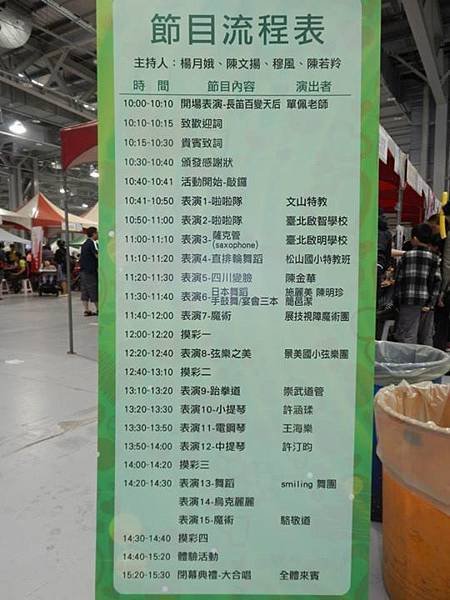 節目流程表
主持人：楊月娥、陳文揚、穆風、陳若羚
時 間 節目內容 演出者
10:00-10:10 開場表演-長笛百變天后 單佩老師
10:10-10:15 致歡迎詞
10:15-10:30 貴賓致詞
10:30-10:40 頒發感謝狀
10:40-10:41 活動開始-敲鑼
10:41-10:50 表演1-啦啦隊 文山特教
10:50-11:00 表演2-啦啦隊 臺北啟智學校
11:00-11:10 表演3-薩克管(saxophone) 臺北啟明學校
11:10-11:20 表演4-直排輪舞蹈 松山國小特教班
11:20-11:30 表演5-四川變臉 陳金華
11:30-11:40 表演6-日本舞蹈 施麗美 陳明珍
手鼓舞/宴會三本 簡邑潔
11:40-12:00 表演7-魔術 展技視障魔術團
12:00-12:20 摸彩一
12:20-12:40 表演8-弦樂之美 景美國小弦樂團
12:40-13:10 摸彩二
13:10-13:20 表演9-跆拳道 崇武道管
13:20-13:30 表演10-小提琴 許涵瑈
13:30-13:50 表演11-電鋼琴 王海樂
13:50-14:00 表演12-中提琴 許汀昀
14:00-14:20 摸彩三
14:20-14:30 表演13-舞蹈 smiling 舞團
表演14-烏克麗麗
表演15-魔術 駱敬道
14:30-14:40 摸彩四
14:40-15:20 體驗活動
15:20-15:30 閉幕典禮-大合唱 全體來賓